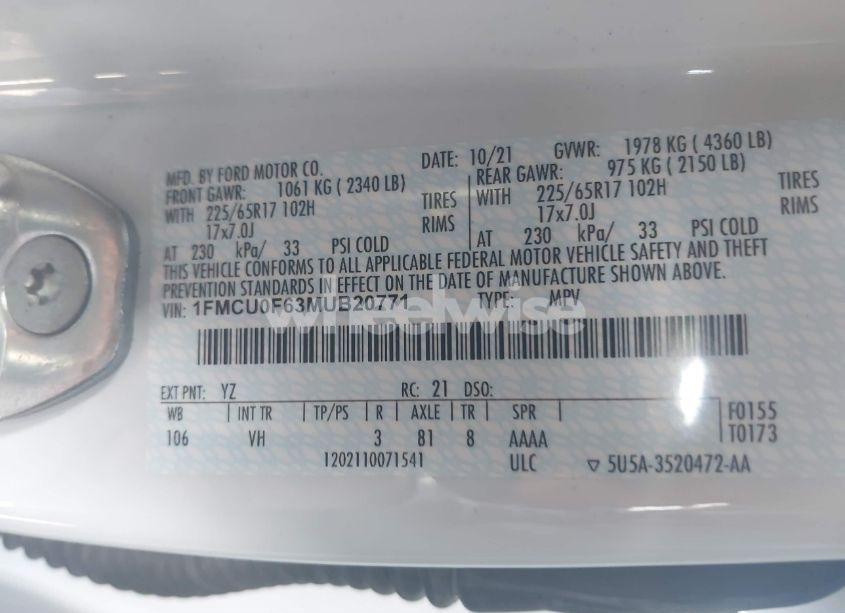 MFD. BY FORD MOTOR CO. DATE: 10/21 GVWR: 1978 KG ( 4360 LB)
FRONT GAWR: 1061 KG ( 2340 LB) REAR GAWR: 975 KG ( 2150 LB)
WITH 225/65R17 102H TIRES WITH 225/65R17 102H TIRES
17x7.0J RIMS 17x7.0J RIMS
AT 230 kPa/ 33 PSI COLD AT 230 kPa/ 33 PSI COLD
THIS VEHICLE CONFORMS TO ALL APPLICABLE FEDERAL MOTOR VEHICLE SAFETY AND THEFT
PREVENTION STANDARDS IN EFFECT ON THE DATE OF MANUFACTURE SHOWN ABOVE.
VIN: 1FMCU0F63MUB20771 TYPE: MPV
wheelwise
EXT PNT: YZ RC: 21 DSO:
WB INT TR TP/PS R AXLE TR SPR F0155
106 VH 3 81 8 AAAA T0173
1202110071541 ULC ▽ 5U5A-3520472-AA